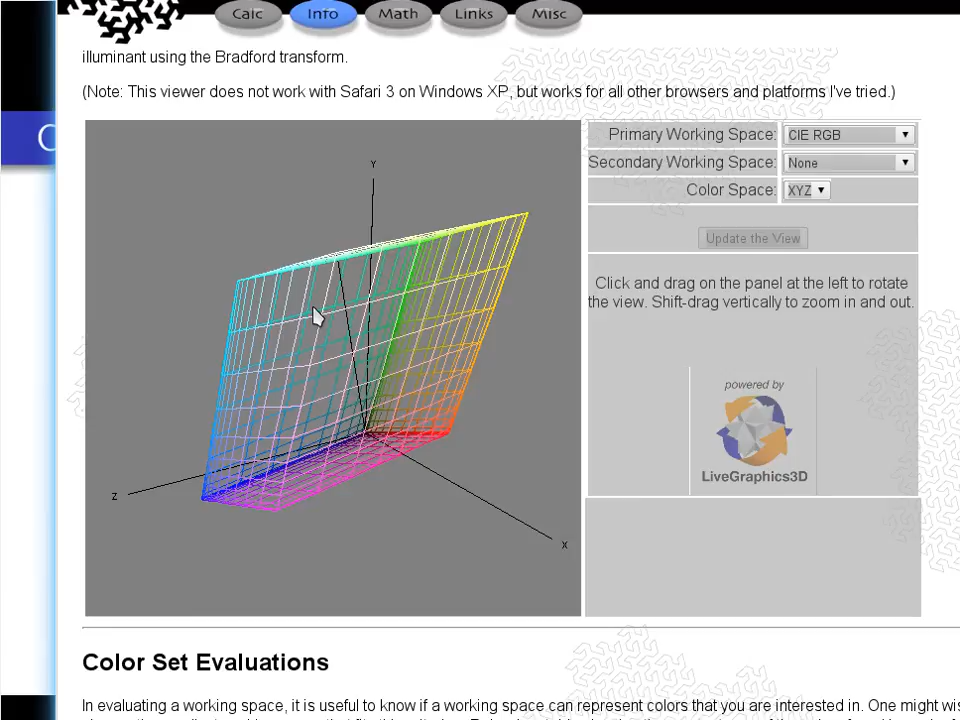 Calc Info Math Links Misc
illuminant using the Bradford transform.
(Note: This viewer does not work with Safari 3 on Windows XP, but works for all other browsers and platforms I've tried.)
Primary Working Space: CIE RGB
Secondary Working Space: None
Color Space: XYZ
Update the View
Click and drag on the panel at the left to rotate
the view. Shift-drag vertically to zoom in and out.
powered by
LiveGraphics3D
Y
Z
X
Color Set Evaluations
In evaluating a working space, it is useful to know if a working space can represent colors that you are interested in. One might